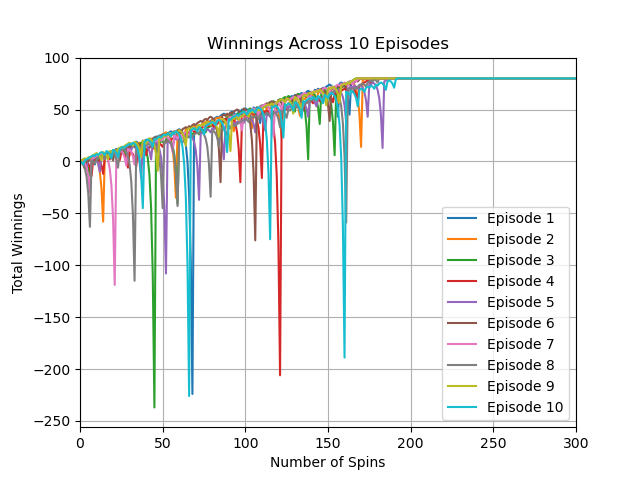 Winnings Across 10 Episodes
Total Winnings
100
50
0
−50
−100
−150
−200
−250
0 50 100 150 200 250 300
Number of Spins
Episode 1
Episode 2
Episode 3
Episode 4
Episode 5
Episode 6
Episode 7
Episode 8
Episode 9
Episode 10